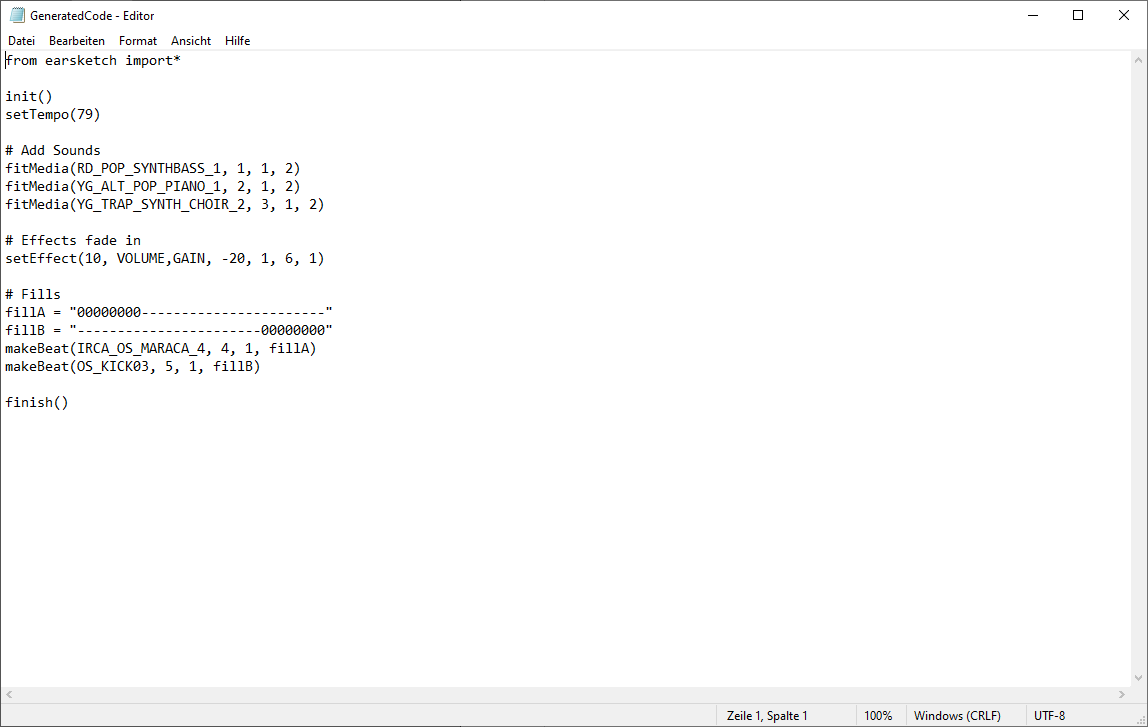 GeneratedCode - Editor
Datei Bearbeiten Format Ansicht Hilfe
from earsketch import*
init()
setTempo(79)
# Add Sounds
fitMedia(RD_POP_SYNTHBASS_1, 1, 1, 2)
fitMedia(YG_ALT_POP_PIANO_1, 2, 1, 2)
fitMedia(YG_TRAP_SYNTH_CHOIR_2, 3, 1, 2)
# Effects fade in
setEffect(10, VOLUME,GAIN, -20, 1, 6, 1)
# Fills
fillA = "00000000-----------------------"
fillB = "-----------------------00000000"
makeBeat(IRCA_OS_MARACA_4, 4, 1, fillA)
makeBeat(OS_KICK03, 5, 1, fillB)
finish()
Zeile 1, Spalte 1 100% Windows (CRLF) UTF-8